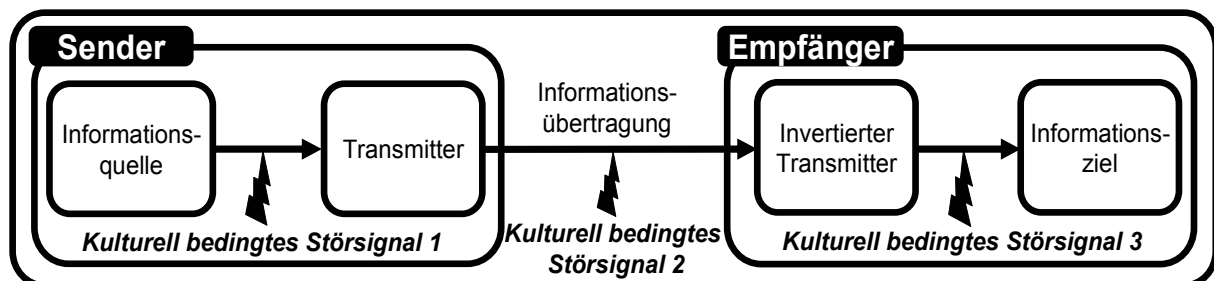 Sender
Informations-
quelle
Transmitter
Kulturell bedingtes Störsignal 1
Informations-
übertragung
Kulturell bedingtes
Störsignal 2
Empfänger
Invertierter
Transmitter
Informations-
ziel
Kulturell bedingtes Störsignal 3